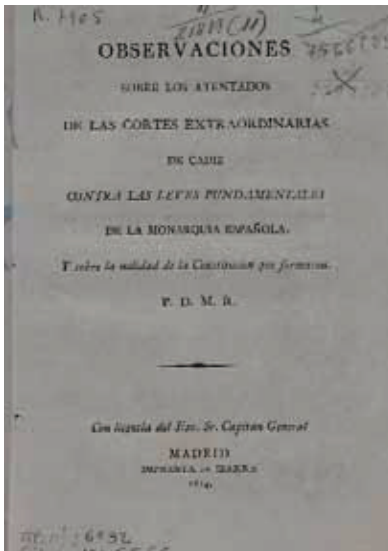 R. 1405
OBSERVACIONES
SOBRE LOS ATENTADOS
DE LAS CORTES EXTRAORDINARIAS
DE CADIZ
CONTRA LAS LEYES FUNDAMENTALES
DE LA MONARQUIA ESPAÑOLA,
Y sobre la nulidad de la Constitucion que formaron.
P. D. M. R.
Con licencia del Exc. Sr. Capitan General
MADRID
IMPRENTA DE IBARRA
1814.